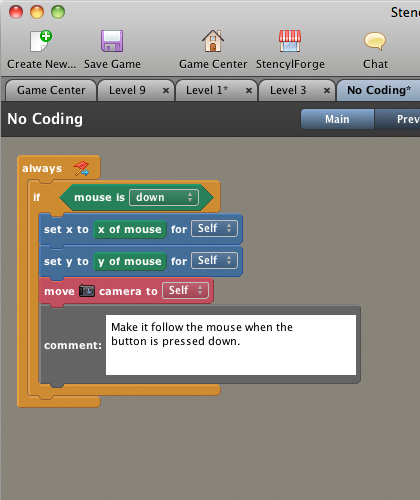 Stenc
Create New...
Save Game
Game Center
StencylForge
Chat
Game Center
Level 9
Level 1*
Level 3
No Coding*
No Coding
Main
Prev
always
if mouse is down
set x to x of mouse for Self
set y to y of mouse for Self
move camera to Self
comment:
Make it follow the mouse when the
button is pressed down.